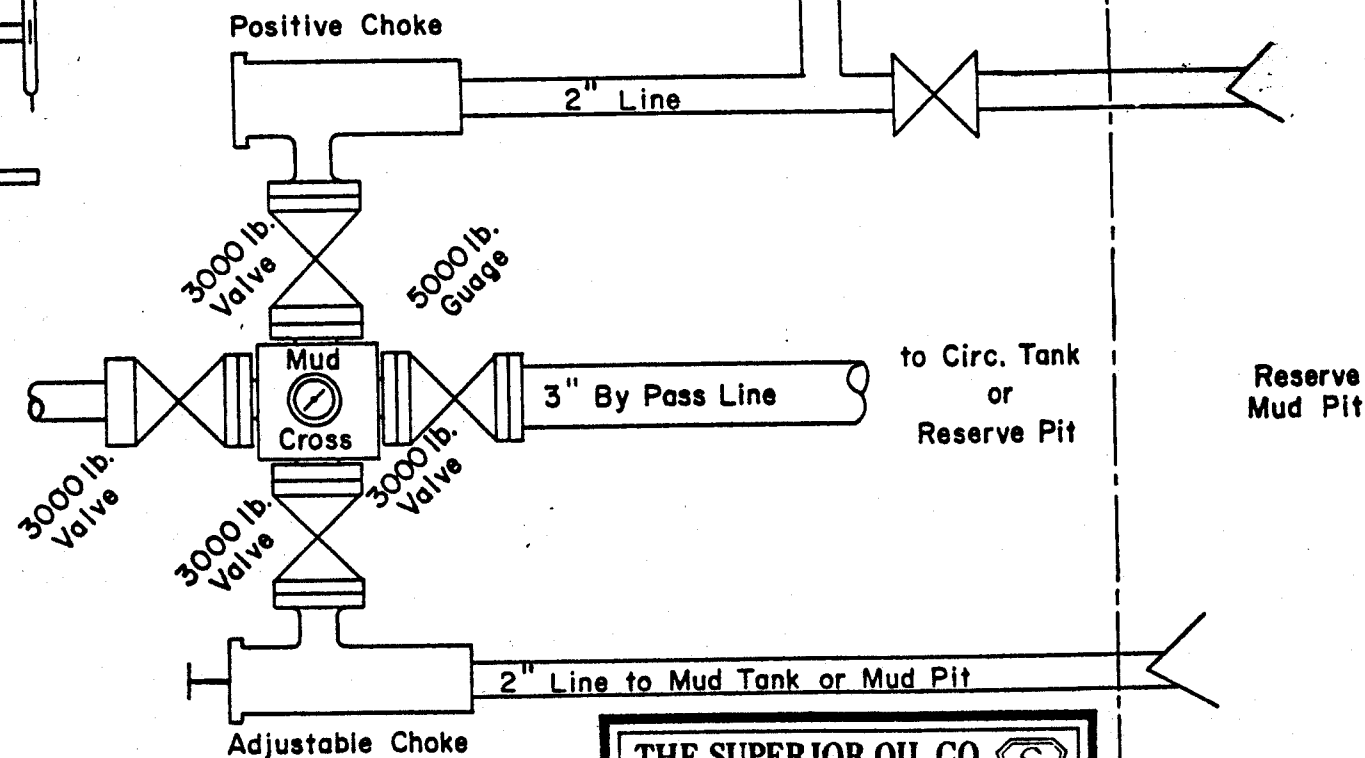 Positive Choke
2" Line
3000 lb.
Valve
5000 lb.
Guage
Mud
Cross
3" By Pass Line
to Circ. Tank
or
Reserve Pit
Reserve
Mud Pit
3000 lb.
Valve
3000 lb.
Valve
3000 lb.
Valve
2" Line to Mud Tank or Mud Pit
Adjustable Choke
THE SUPERIOR OIL CO
S